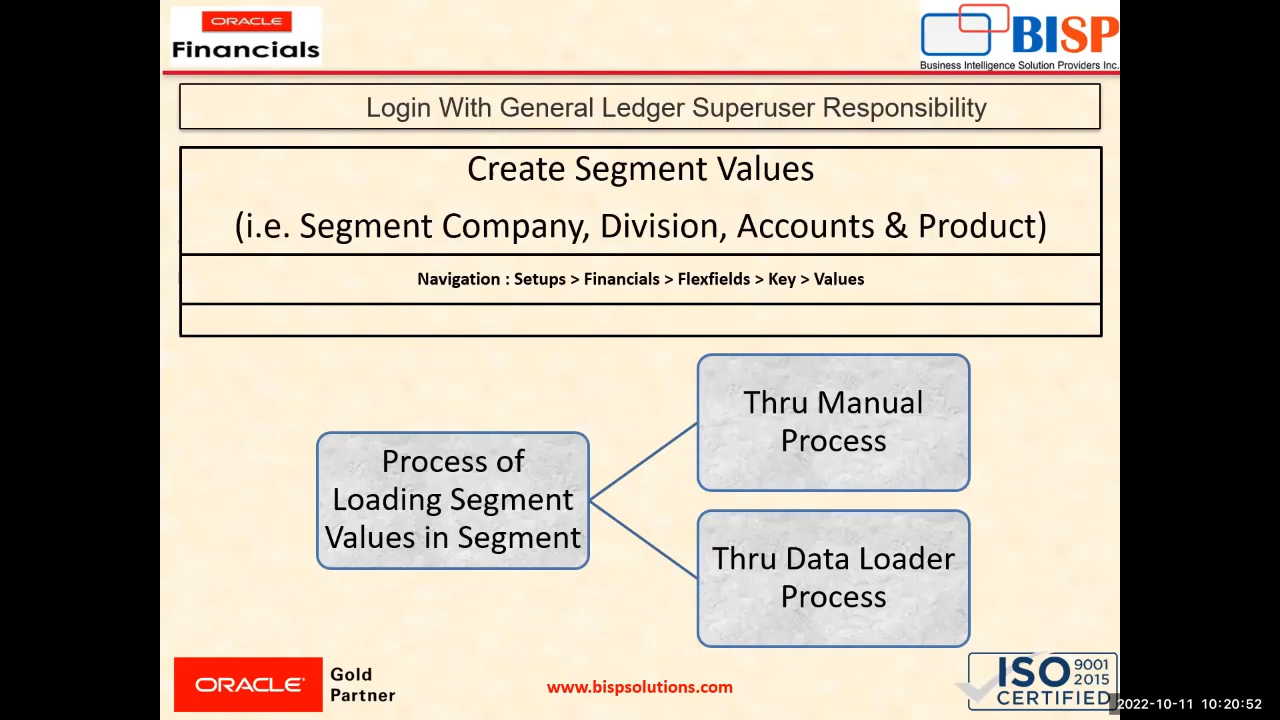 ORACLE
Financials
BISP
Business Intelligence Solution Providers Inc.
Login With General Ledger Superuser Responsibility
Create Segment Values
(i.e. Segment Company, Division, Accounts & Product)
Navigation : Setups > Financials > Flexfields > Key > Values
Process of
Loading Segment
Values in Segment
Thru Manual
Process
Thru Data Loader
Process
ORACLE
Gold
Partner
www.bispsolutions.com
ISO 9001
2015
CERTIFIED
2022-10-11 10:20:52